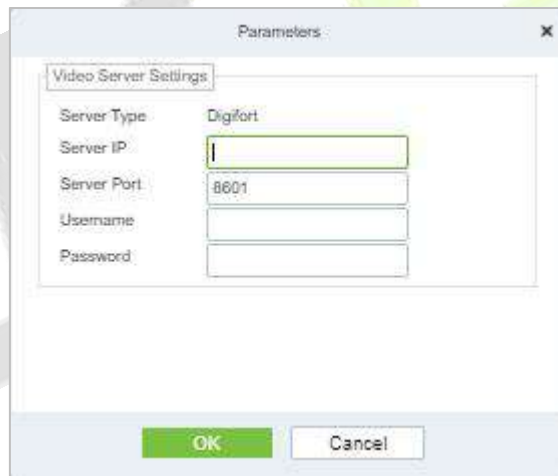 Parameters ×
Video Server Settings
Server Type Digifort
Server IP
Server Port 8601
Username
Password
OK Cancel